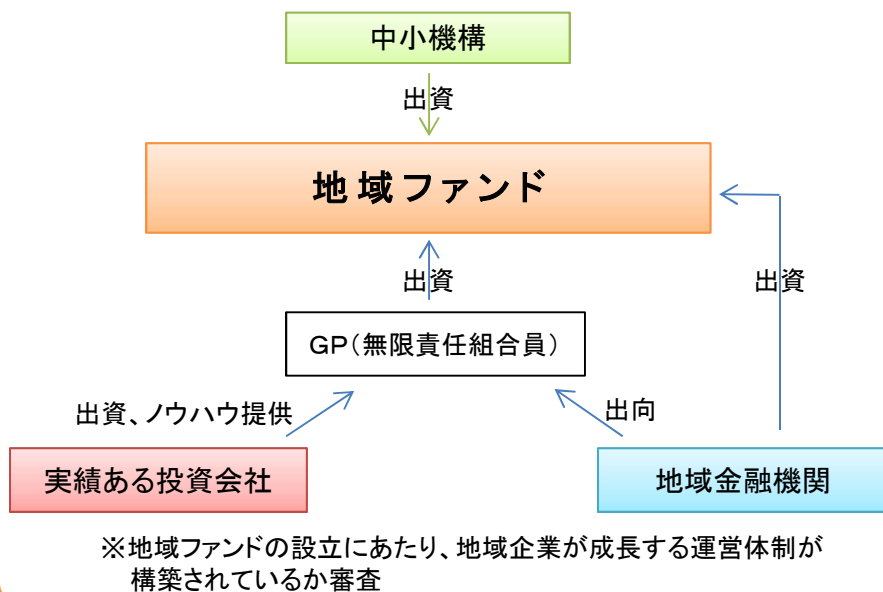 中小機構
出資
地域ファンド
出資
出資
GP（無限責任組合員）
出資、ノウハウ提供
出向
実績ある投資会社
地域金融機関
※地域ファンドの設立にあたり、地域企業が成長する運営体制が
構築されているか審査